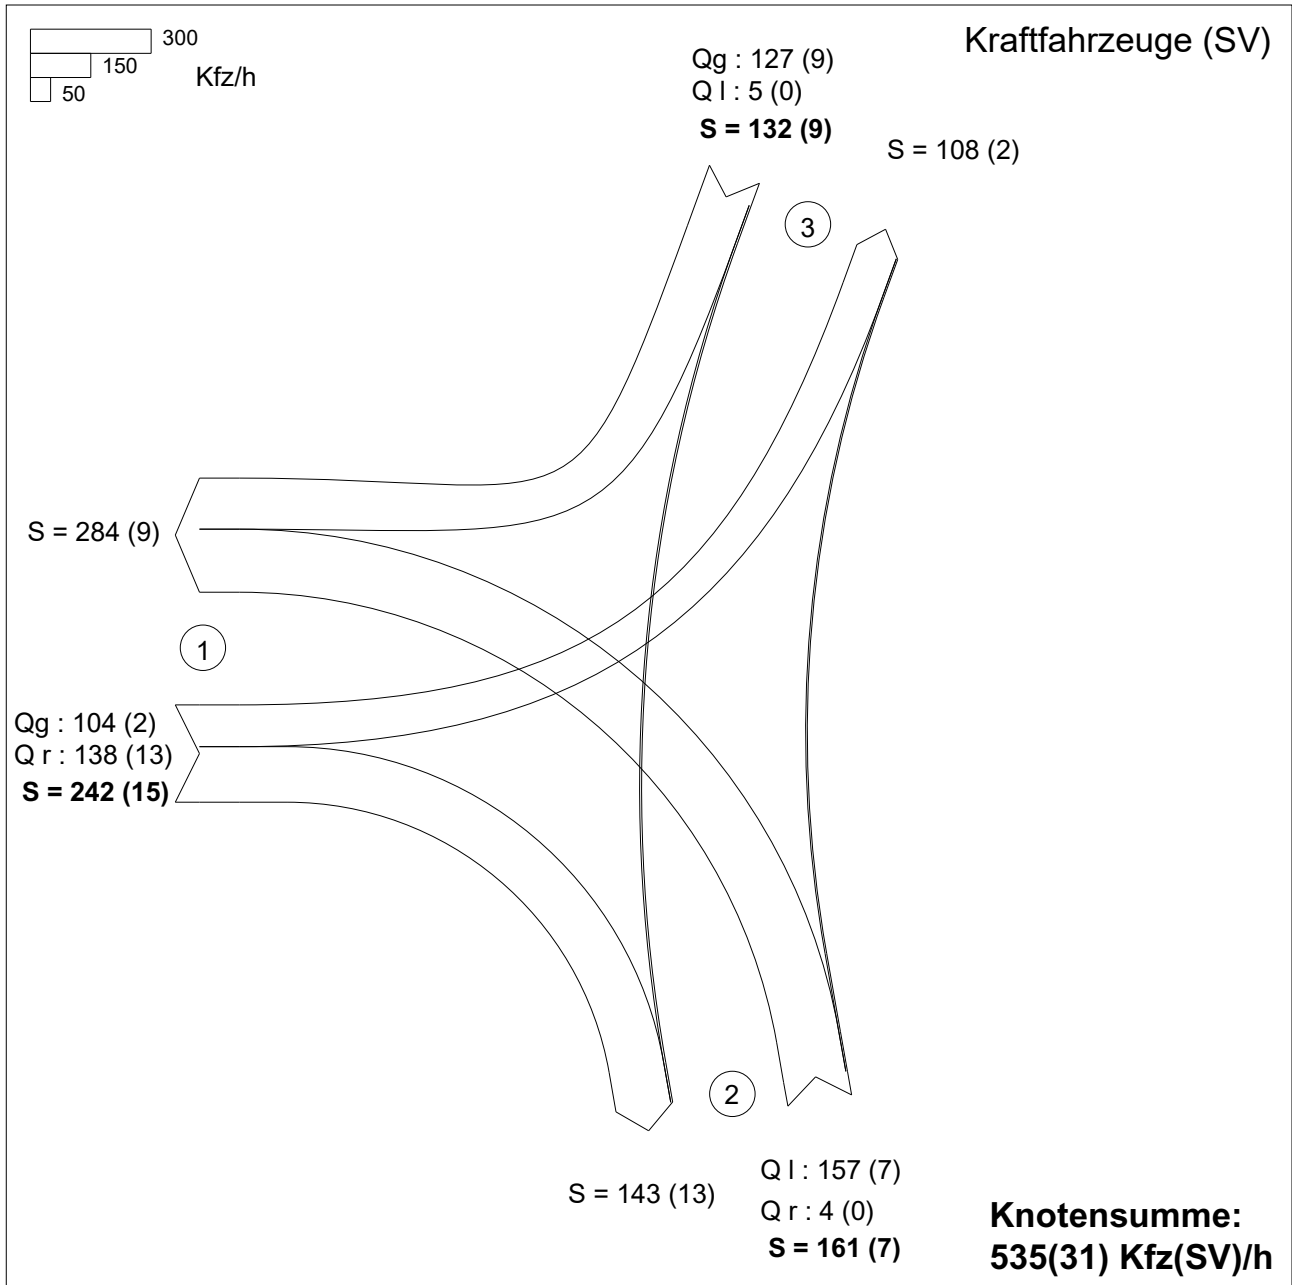 300
150
50
Kfz/h
Kraftfahrzeuge (SV)
Qg : 127 (9)
Q l : 5 (0)
S = 132 (9)
S = 108 (2)
3
S = 284 (9)
1
Qg : 104 (2)
Q r : 138 (13)
S = 242 (15)
2
S = 143 (13)
Q l : 157 (7)
Q r : 4 (0)
S = 161 (7)
Knotensumme:
535(31) Kfz(SV)/h